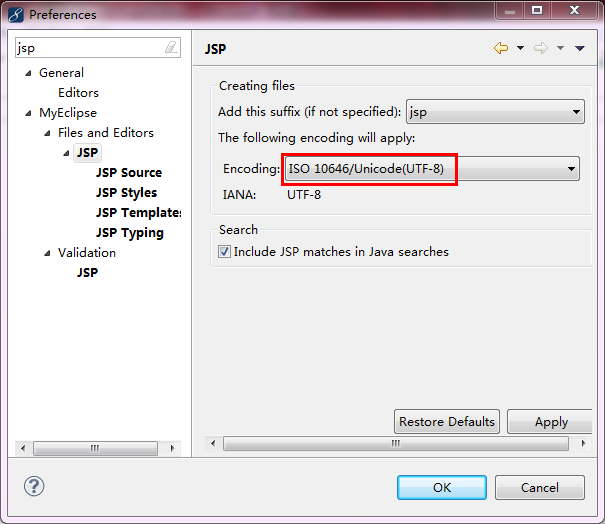 Preferences
jsp
General
Editors
MyEclipse
Files and Editors
JSP
JSP Source
JSP Styles
JSP Templates
JSP Typing
Validation
JSP
JSP
Creating files
Add this suffix (if not specified): jsp
The following encoding will apply:
Encoding: ISO 10646/Unicode(UTF-8)
IANA: UTF-8
Search
Include JSP matches in Java searches
Restore Defaults Apply
? OK Cancel